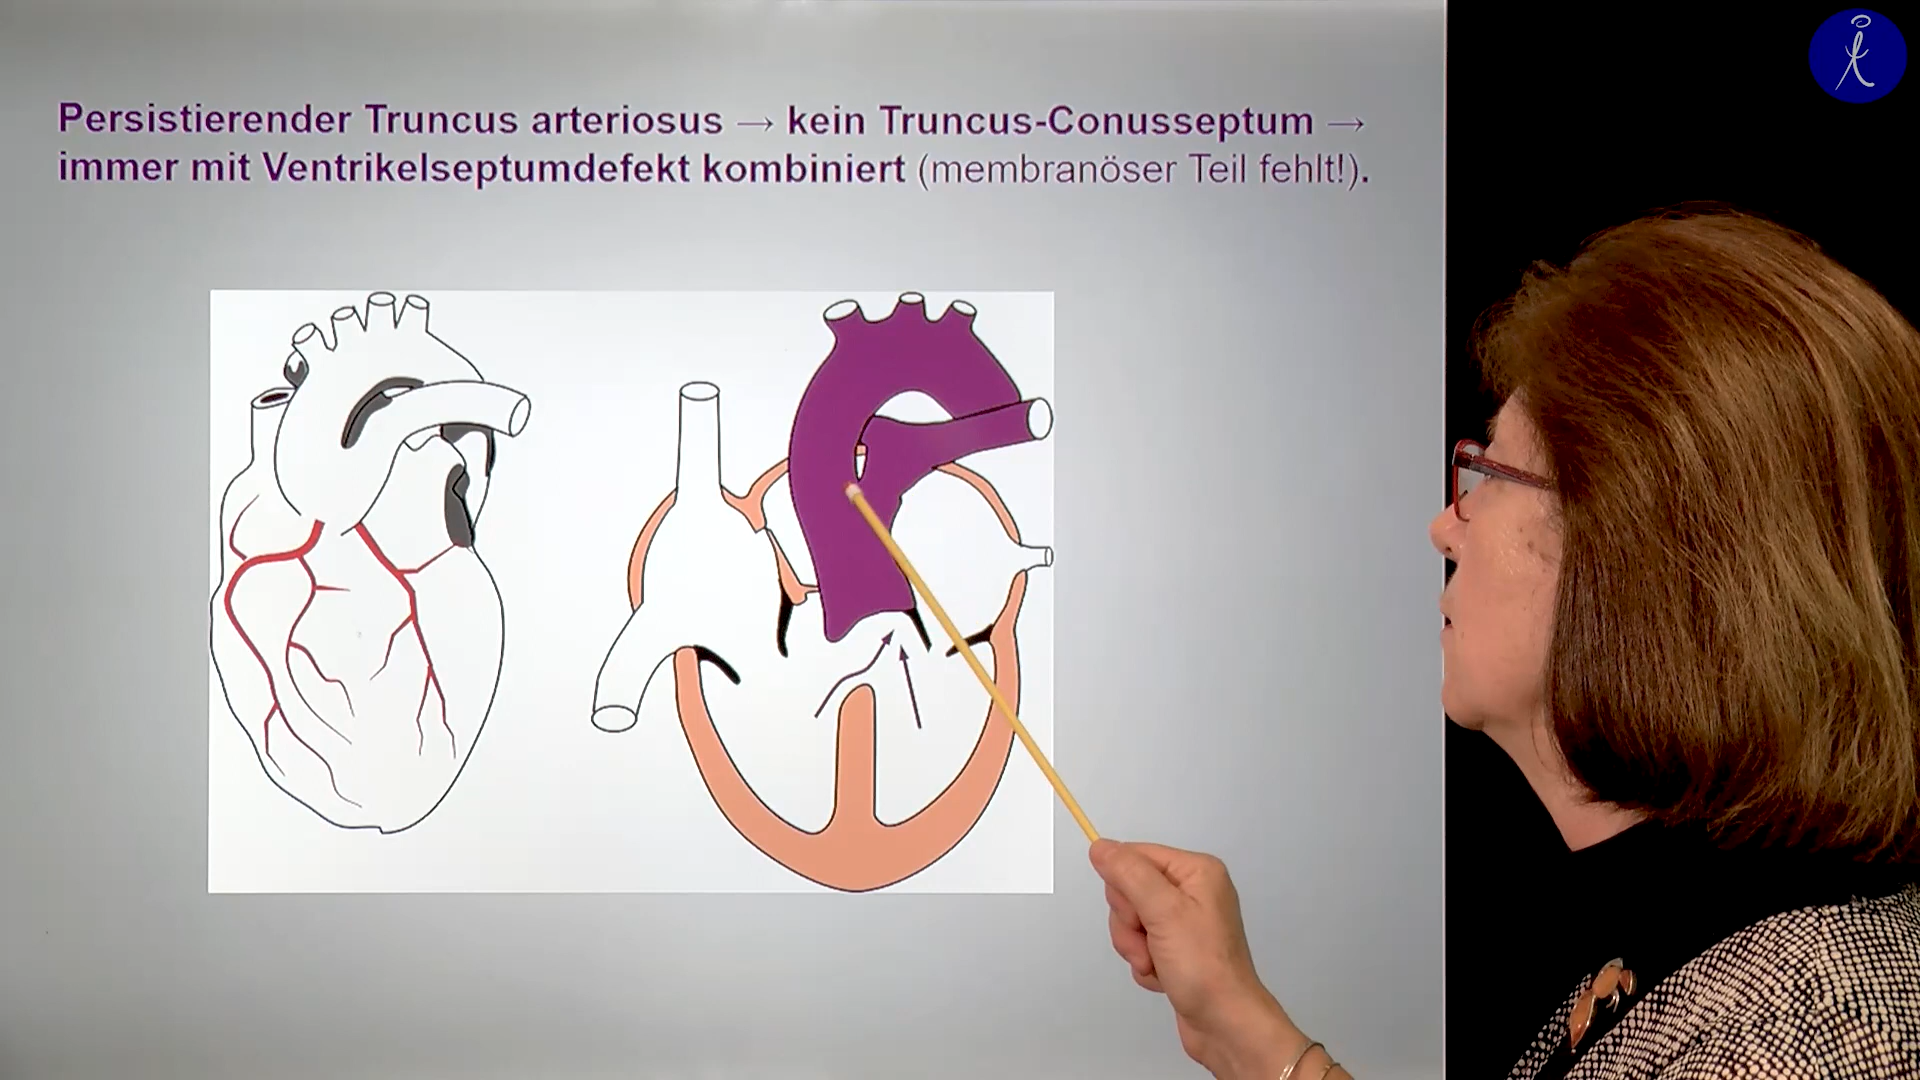 Persistierender Truncus arteriosus → kein Truncus-Conusseptum →
immer mit Ventrikelseptumdefekt kombiniert (membranöser Teil fehlt!).